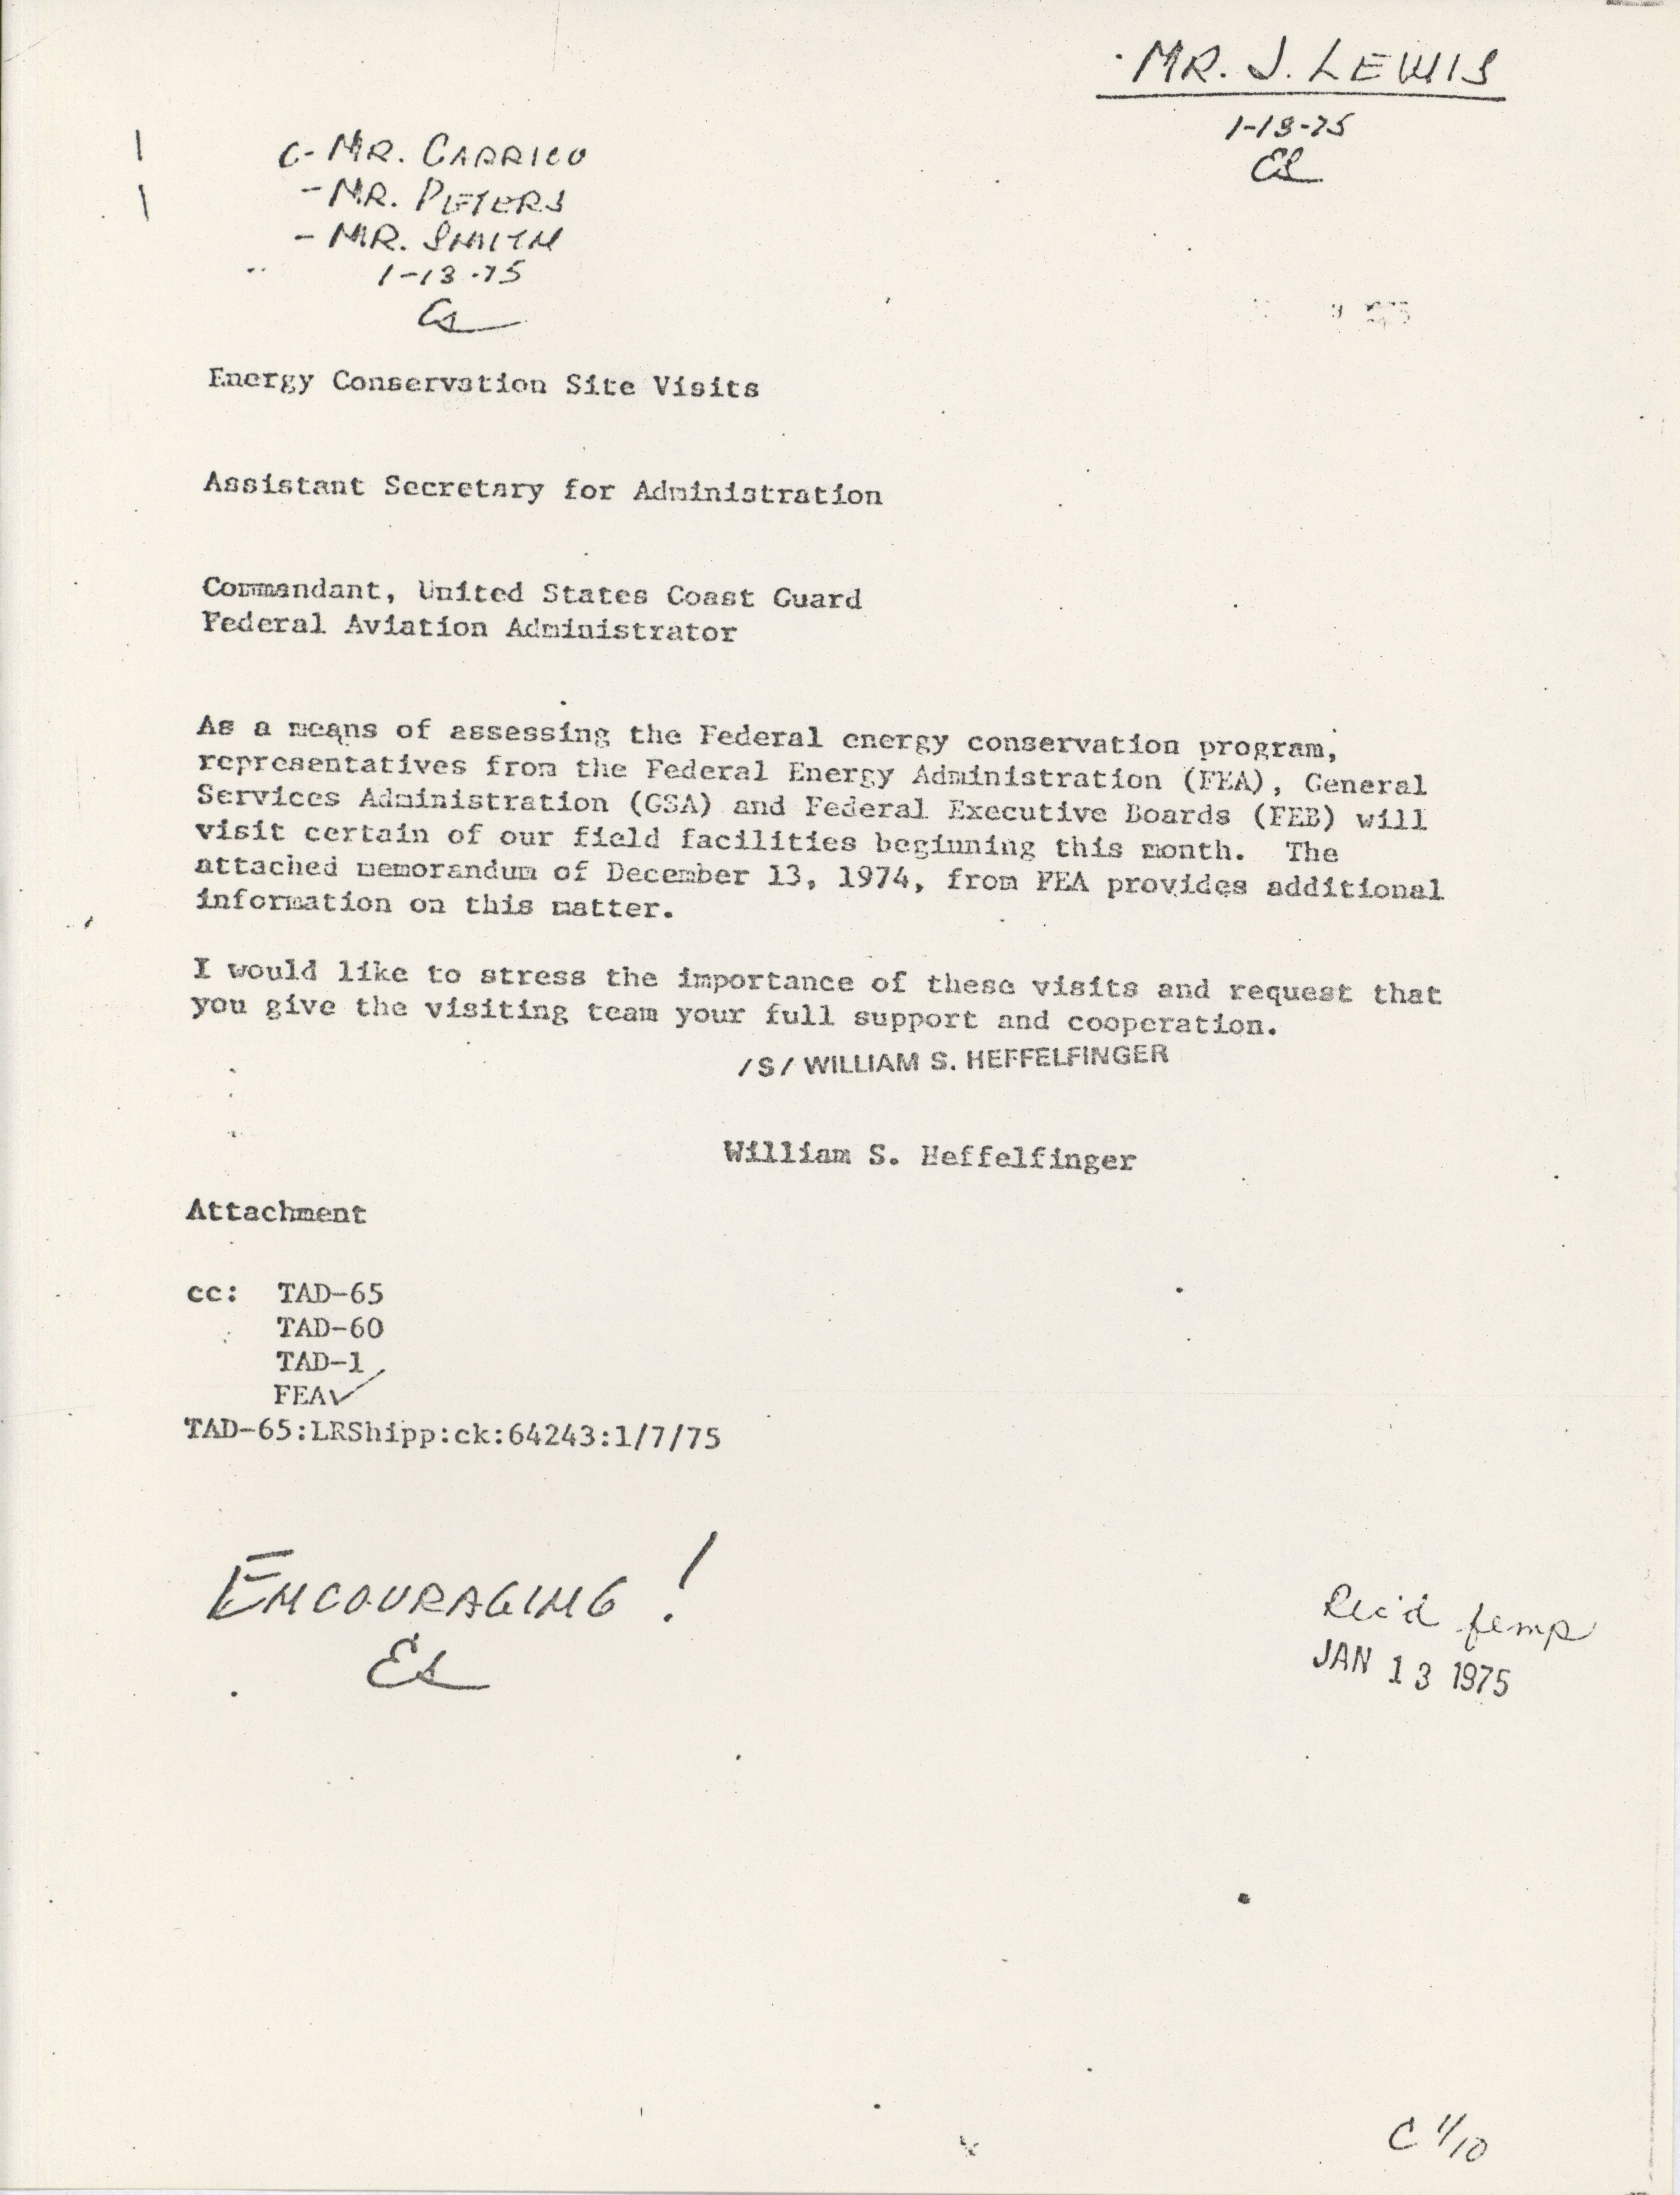 MR. J. LEWIS
1-13-75
ES
C- MR. CARRICO
- MR. PETERS
- MR. SMITH
1-13-75
Energy Conservation Site Visits
Assistant Secretary for Administration
Commandant, United States Coast Guard
Federal Aviation Administrator
As a means of assessing the Federal energy conservation program,
representatives from the Federal Energy Administration (FEA), General
Services Administration (GSA) and Federal Executive Boards (FEB) will
visit certain of our field facilities beginning this month. The
attached memorandum of December 13, 1974, from FEA provides additional
information on this matter.
I would like to stress the importance of these visits and request that
you give the visiting team your full support and cooperation.
/S/ WILLIAM S. HEFFELFINGER
William S. Heffelfinger
Attachment
cc: TAD-65
TAD-60
TAD-1
FEA✓
TAD-65:LRShipp:ck:64243:1/7/75
ENCOURAGING!
ES
Rec'd femp
JAN 13 1975
C 1/10